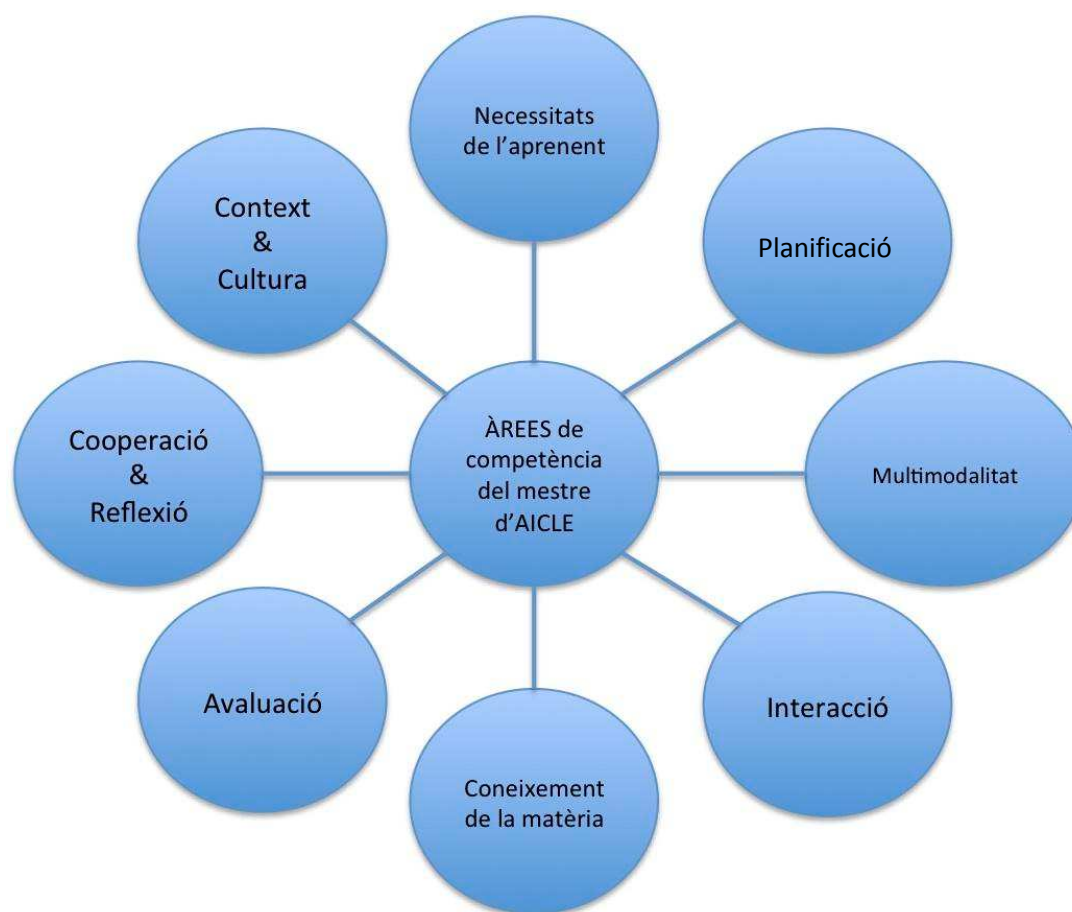 Necessitats
de l’aprenent
Context
&
Cultura
Planificació
Cooperació
&
Reflexió
ÀREES de
competència
del mestre
d’AICLE
Multimodalitat
Avaluació
Interacció
Coneixement
de la matèria